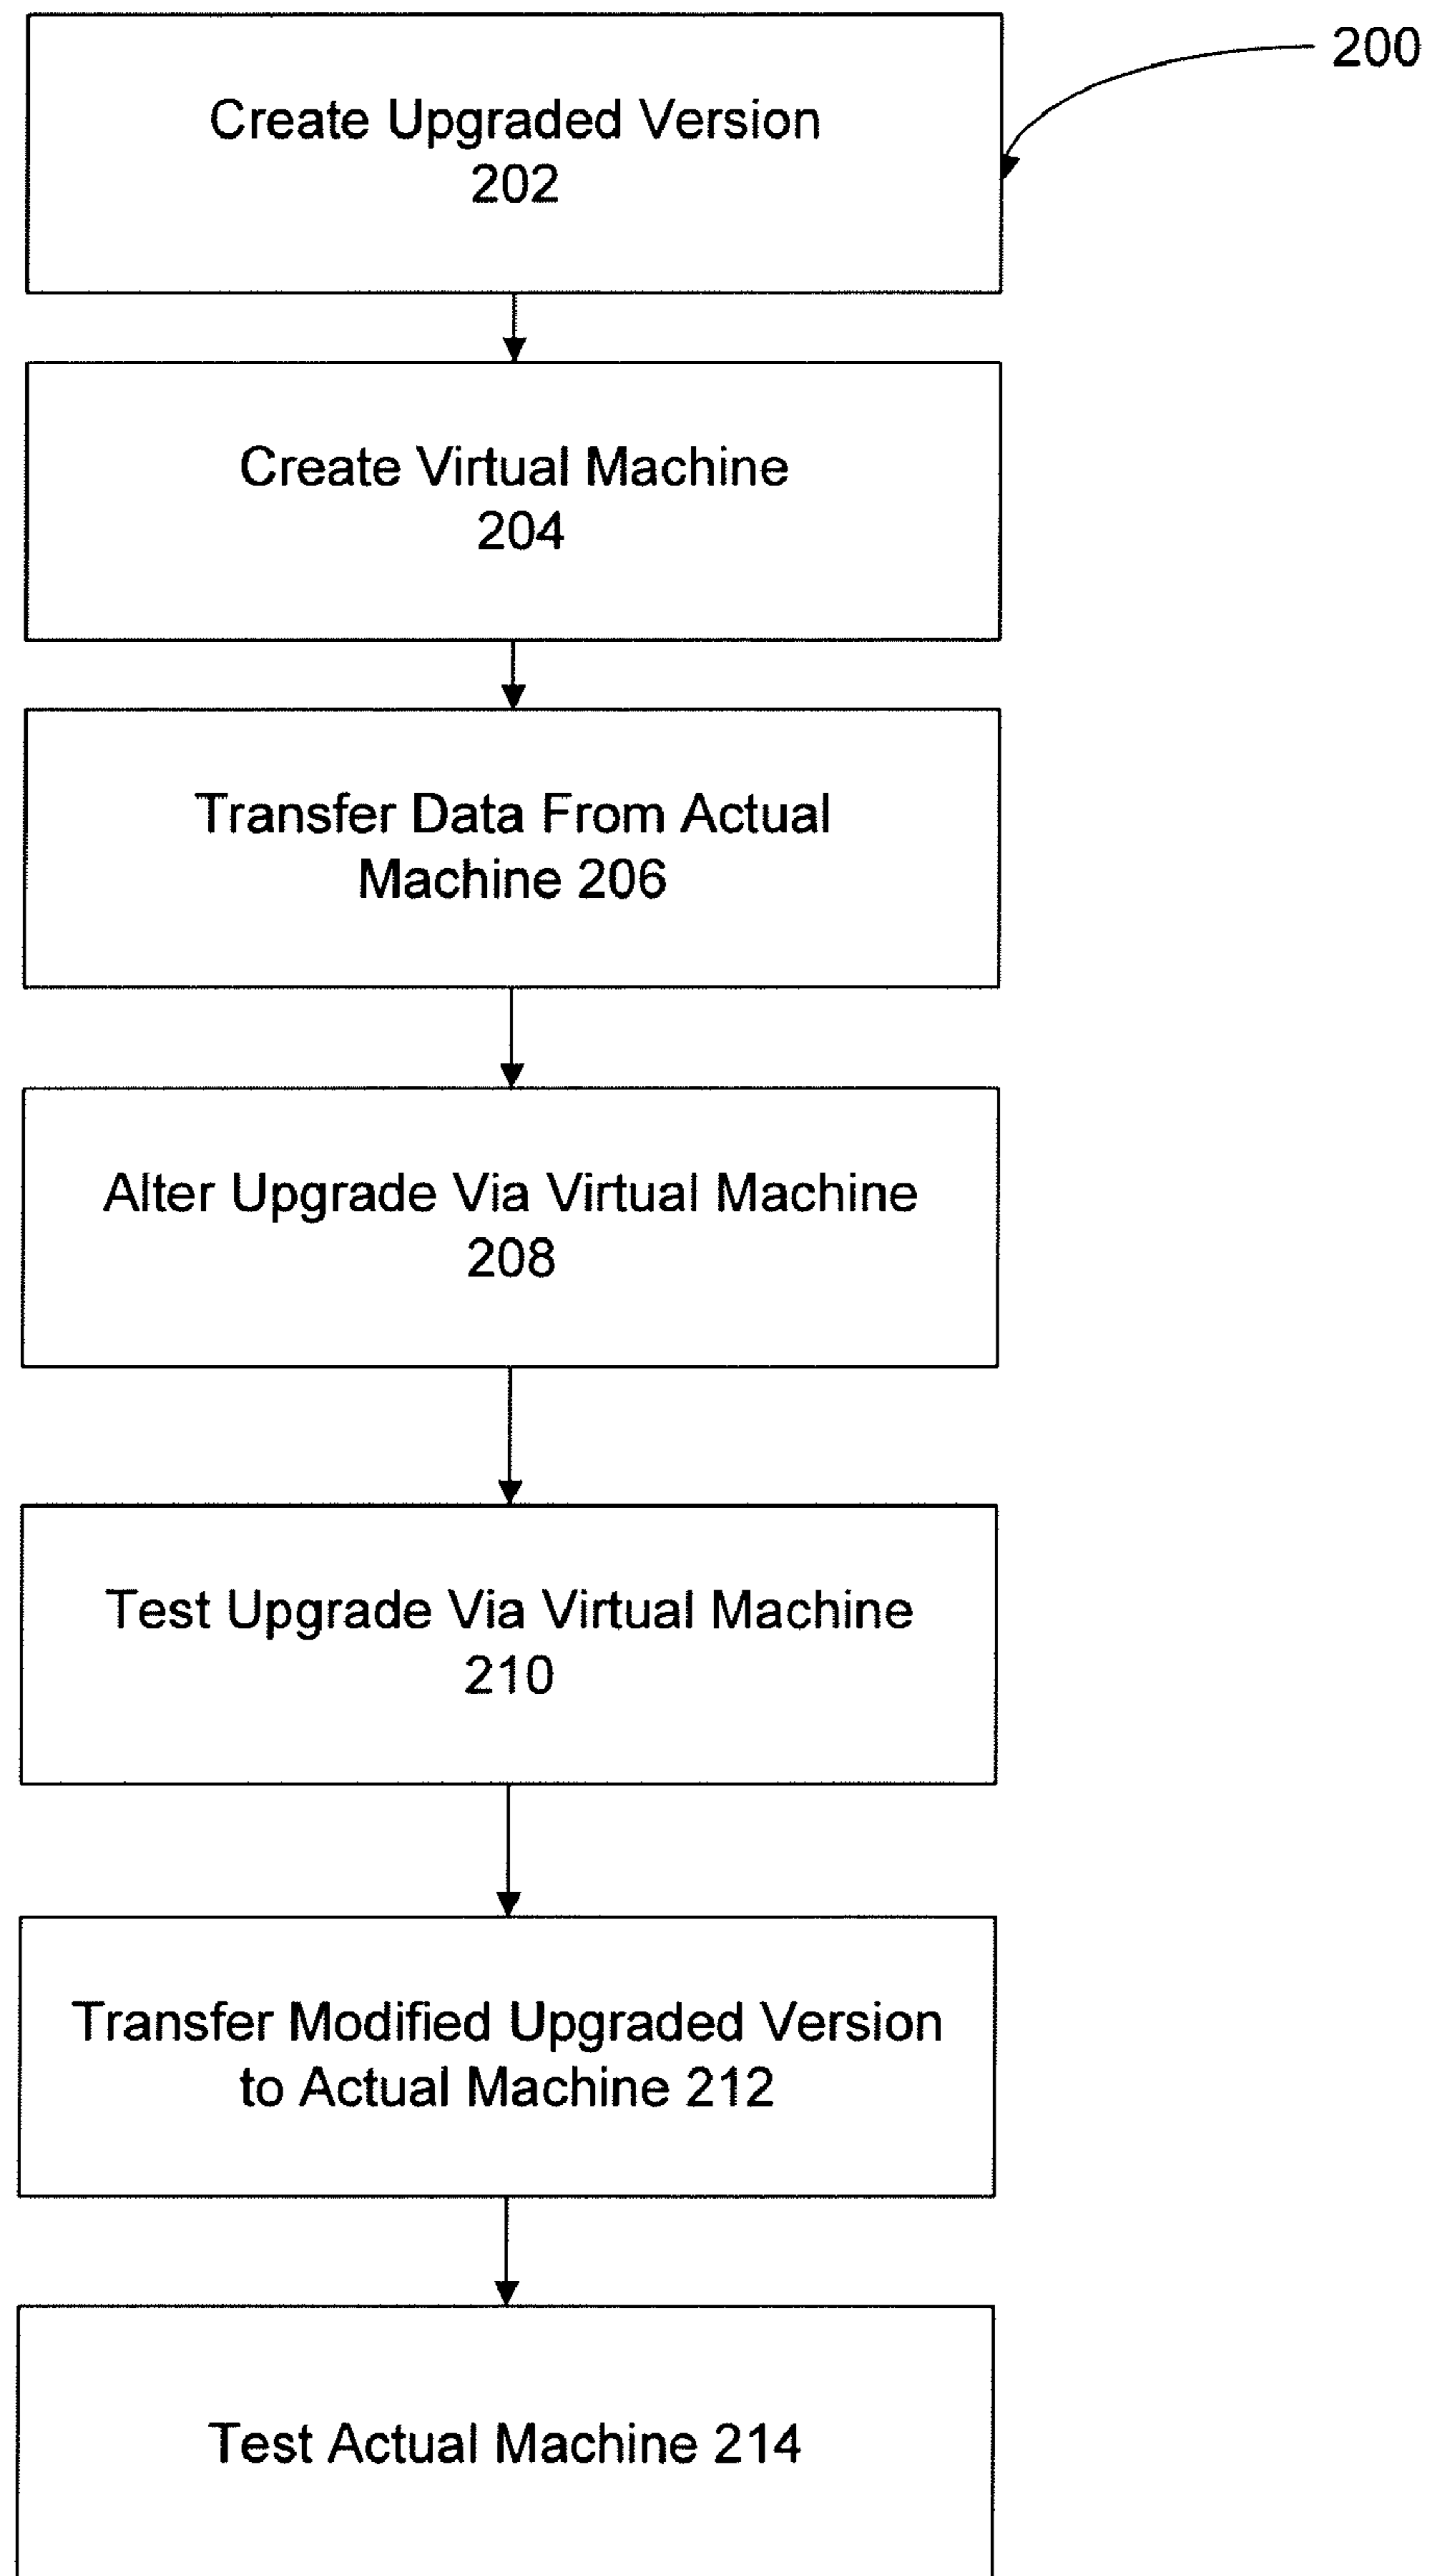 200
Create Upgraded Version
202
Create Virtual Machine
204
Transfer Data From Actual
Machine 206
Alter Upgrade Via Virtual Machine
208
Test Upgrade Via Virtual Machine
210
Transfer Modified Upgraded Version
to Actual Machine 212
Test Actual Machine 214